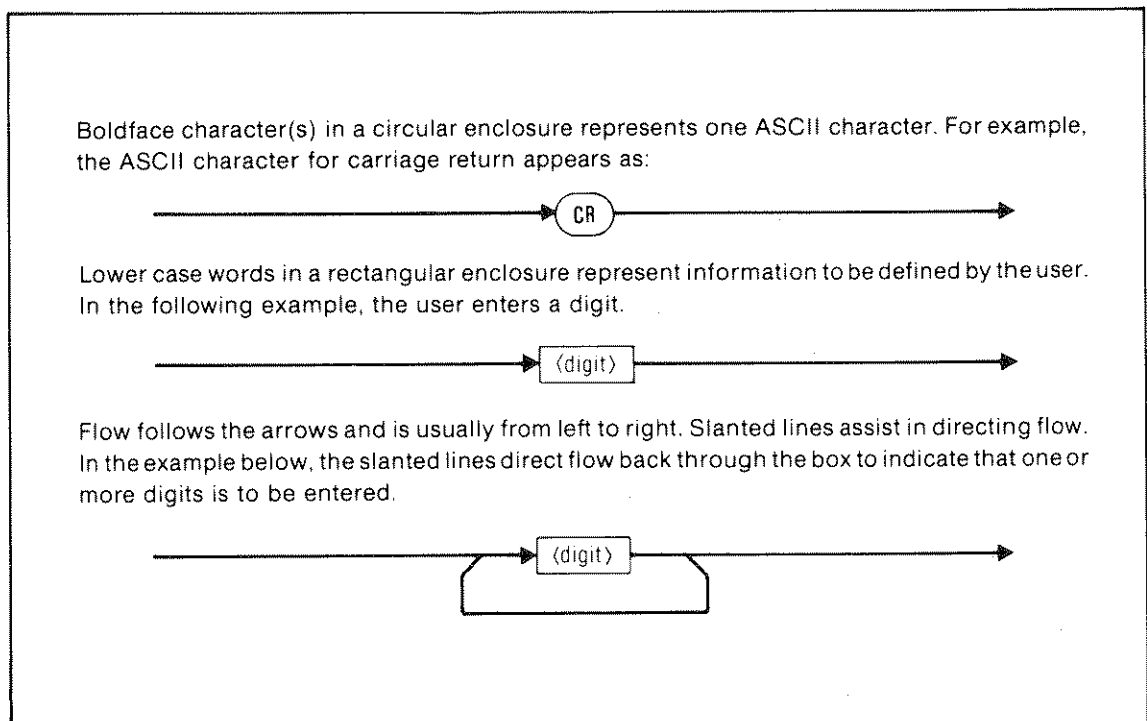 Boldface character(s) in a circular enclosure represents one ASCII character. For example,
the ASCII character for carriage return appears as:
CR
Lower case words in a rectangular enclosure represent information to be defined by the user.
In the following example, the user enters a digit.
⟨digit⟩
Flow follows the arrows and is usually from left to right. Slanted lines assist in directing flow.
In the example below, the slanted lines direct flow back through the box to indicate that one or
more digits is to be entered.
⟨digit⟩